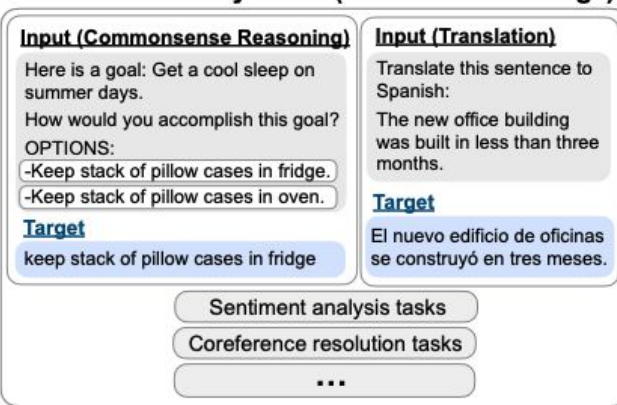 Input (Commonsense Reasoning)
Here is a goal: Get a cool sleep on
summer days.
How would you accomplish this goal?
OPTIONS:
-Keep stack of pillow cases in fridge.
-Keep stack of pillow cases in oven.
Target
keep stack of pillow cases in fridge
Input (Translation)
Translate this sentence to
Spanish:
The new office building
was built in less than three
months.
Target
El nuevo edificio de oficinas
se construyó en tres meses.
Sentiment analysis tasks
Coreference resolution tasks
...